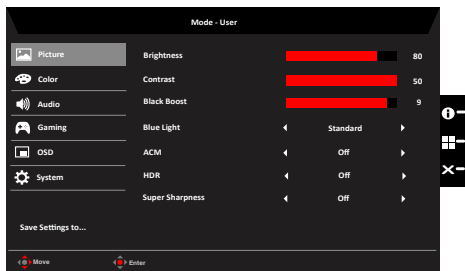 Mode - User
Picture
Brightness 80
Color
Contrast 50
Audio
Black Boost 9
Gaming
Blue Light Standard
OSD
ACM Off
System
HDR Off
Super Sharpness Off
Save Settings to...
Move Enter